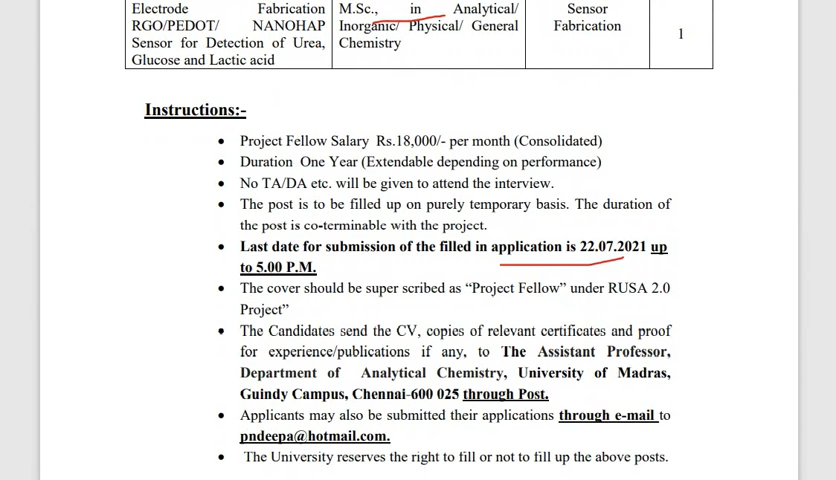 Electrode Fabrication M.Sc., in Analytical/ Sensor
RGO/PEDOT/ NANOHAP Inorganic/ Physical/ General Fabrication 1
Sensor for Detection of Urea, Chemistry
Glucose and Lactic acid
Instructions:-
• Project Fellow Salary Rs.18,000/- per month (Consolidated)
• Duration One Year (Extendable depending on performance)
• No TA/DA etc. will be given to attend the interview.
• The post is to be filled up on purely temporary basis. The duration of
the post is co-terminable with the project.
• Last date for submission of the filled in application is 22.07.2021 up
to 5.00 P.M.
• The cover should be super scribed as “Project Fellow” under RUSA 2.0
Project”
• The Candidates send the CV, copies of relevant certificates and proof
for experience/publications if any, to The Assistant Professor,
Department of Analytical Chemistry, University of Madras,
Guindy Campus, Chennai-600 025 through Post.
• Applicants may also be submitted their applications through e-mail to
pndeepa@hotmail.com.
• The University reserves the right to fill or not to fill up the above posts.